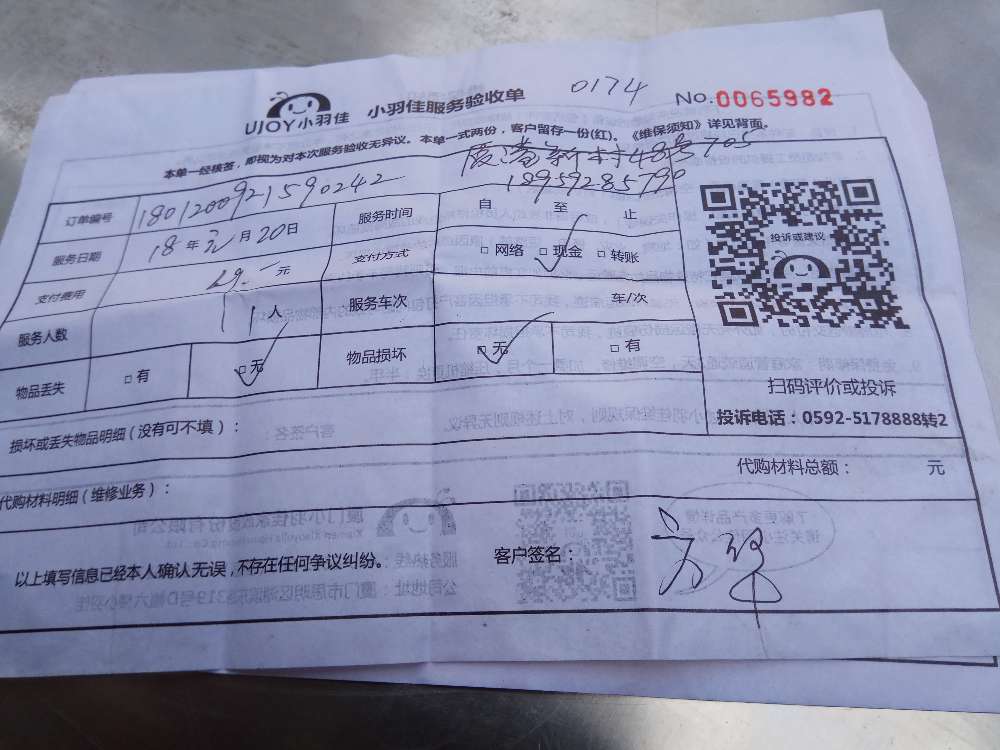 UJOY小羽佳 小羽佳服务验收单 0174 No.0065982
本单一经核签，即视为对本次服务验收无异议。本单一式两份，客户留存一份(红)。《维保须知》详见背面。
新村48号705
18959285790
订单编号 1801200921590242 服务时间 自 至 止
服务日期 18年 月20日 支付方式 □网络 □现金 □转账
支付费用 29.- 元
服务人数 1 人 服务车次 车/次
物品丢失 □有 □无 物品损坏 □无 □有
投诉或建议
扫码评价或投诉
投诉电话：0592-5178888转2
损坏或丢失物品明细（没有可不填）：
代购材料明细（维修业务）： 代购材料总额： 元
以上填写信息已经本人确认无误，不存在任何争议纠纷。 客户签名：